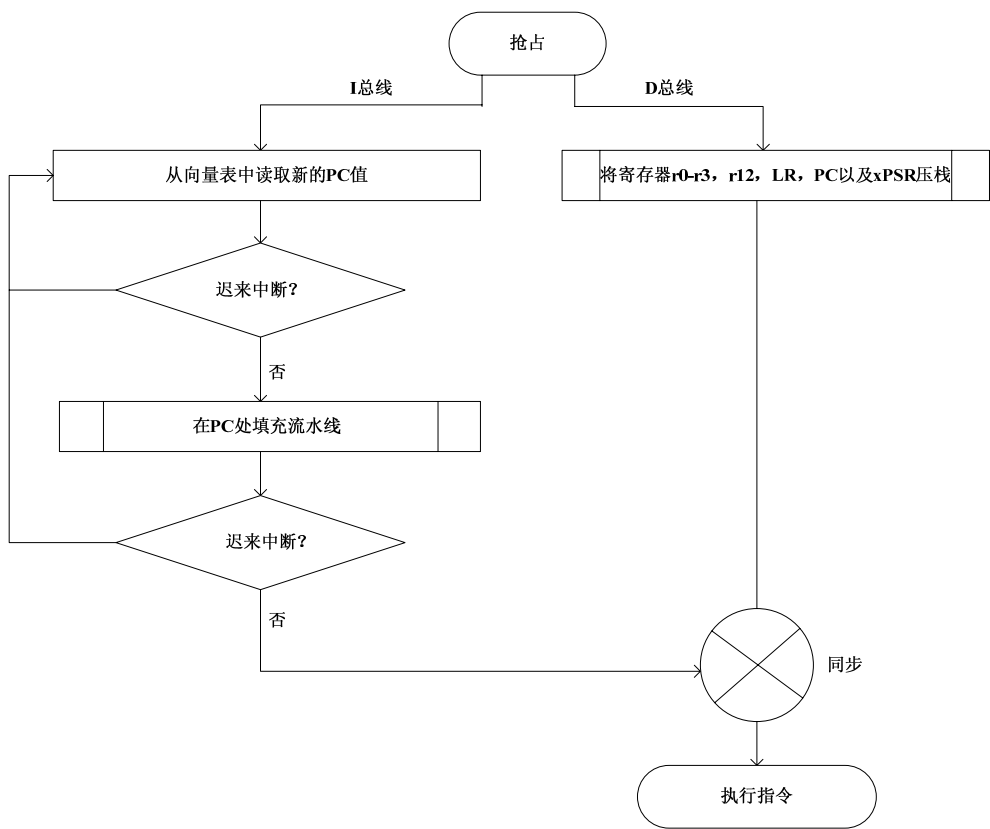 抢占
I总线
D总线
从向量表中读取新的PC值
将寄存器r0-r3，r12，LR，PC以及xPSR压栈
迟来中断？
否
在PC处填充流水线
迟来中断？
否
同步
执行指令